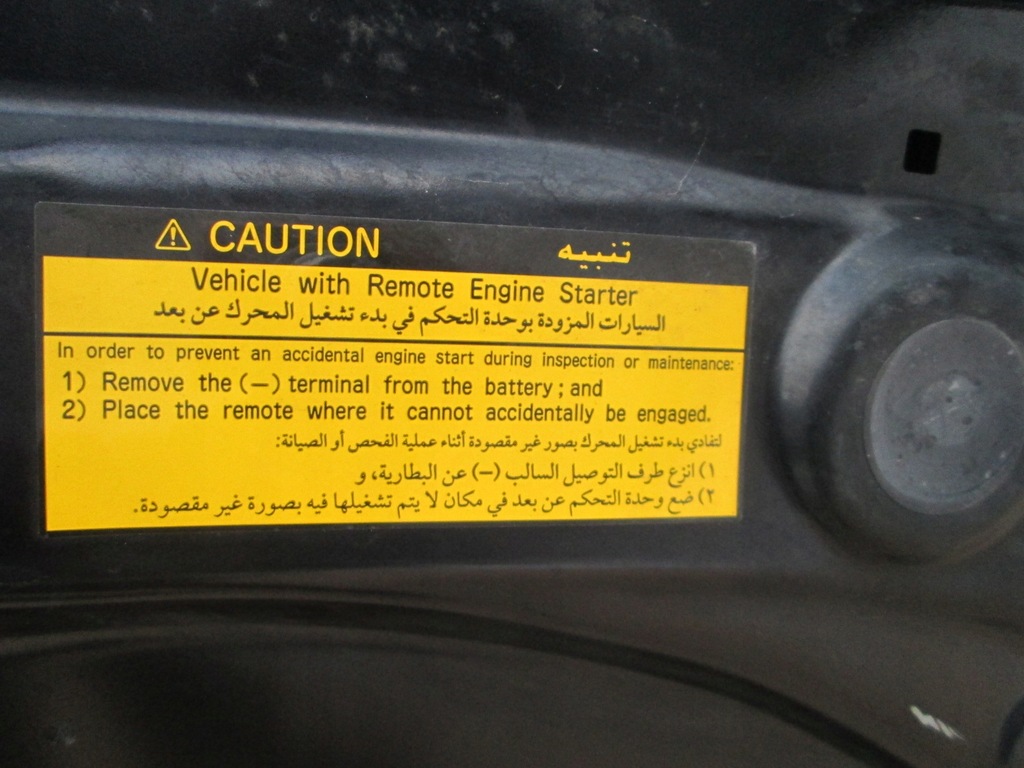 CAUTION تنبيه
Vehicle with Remote Engine Starter
السيارات المزودة بوحدة التحكم في بدء تشغيل المحرك عن بعد
In order to prevent an accidental engine start during inspection or maintenance:
1) Remove the (—) terminal from the battery; and
2) Place the remote where it cannot accidentally be engaged.
لتفادي بدء تشغيل المحرك بصور غير مقصودة أثناء عملية الفحص أو الصيانة:
١) انزع طرف التوصيل السالب (—) عن البطارية، و
٢) ضع وحدة التحكم عن بعد في مكان لا يتم تشغيلها فيه بصورة غير مقصودة.